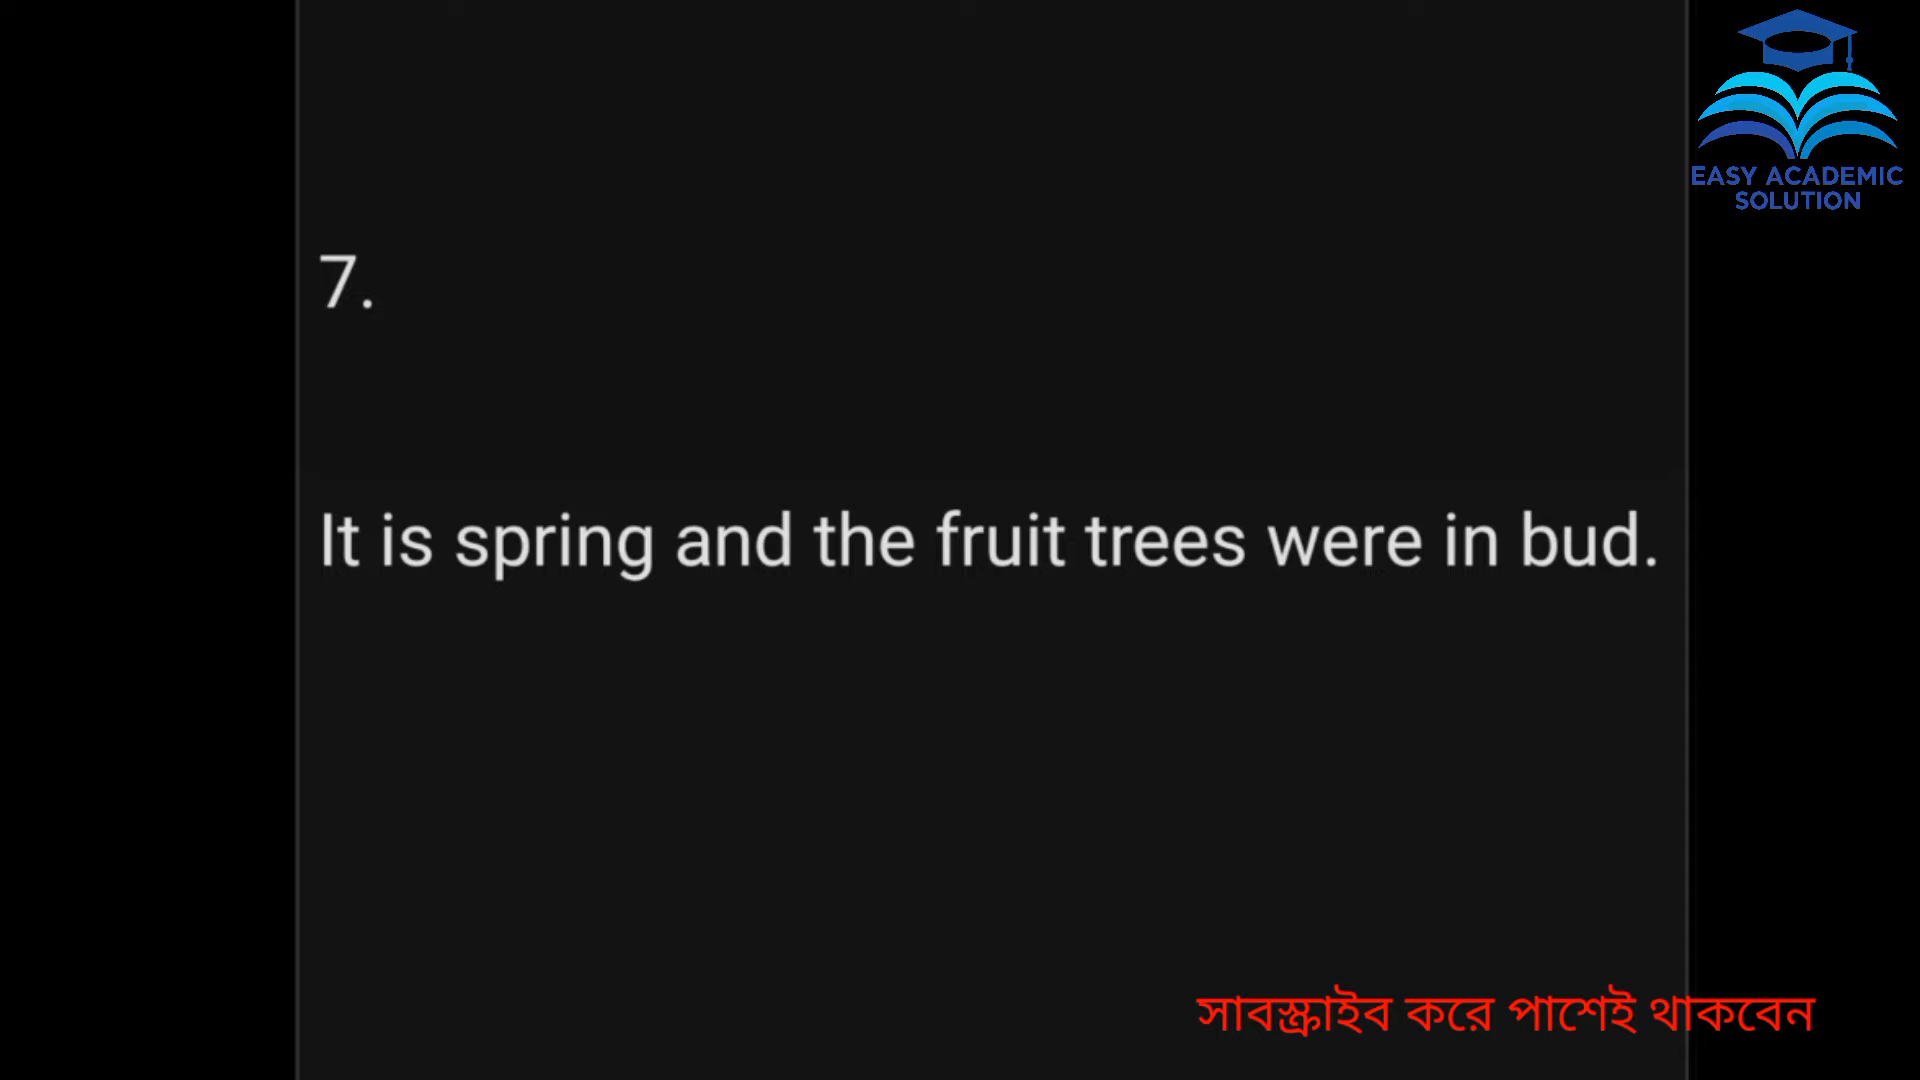 EASY ACADEMIC
SOLUTION
7.
It is spring and the fruit trees were in bud.
সাবস্ক্রাইব করে পাশেই থাকবেন